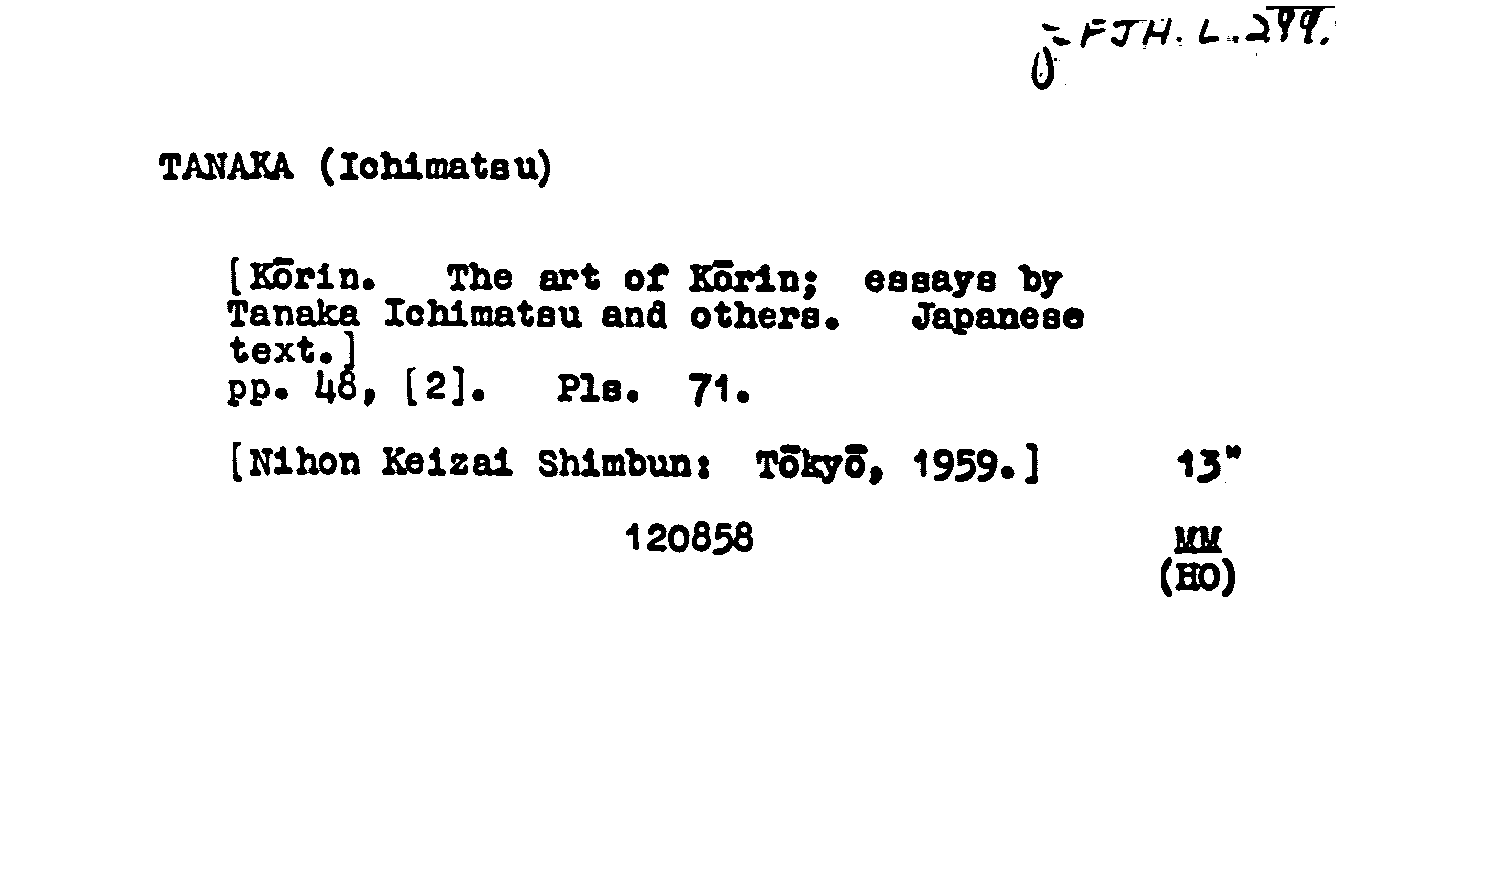 FJH. L. 299.
TANAKA (Ichimatsu)
[Kōrin. The art of Kōrin; essays by
Tanaka Ichimatsu and others. Japanese
text.]
pp. 48, [2]. Pls. 71.
[Nihon Keizai Shimbun: Tōkyō, 1959.] 13"
120858 MM
(HO)